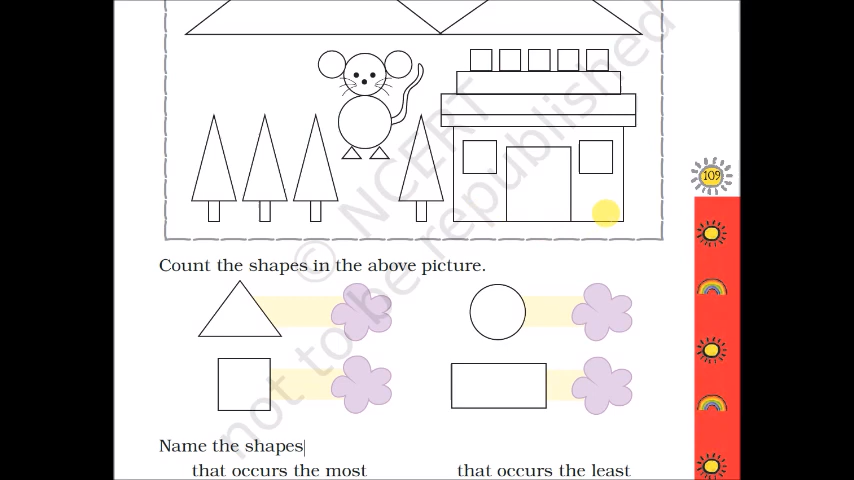 © NCERT
not to be republished
109
Count the shapes in the above picture.
Name the shapes
that occurs the most that occurs the least